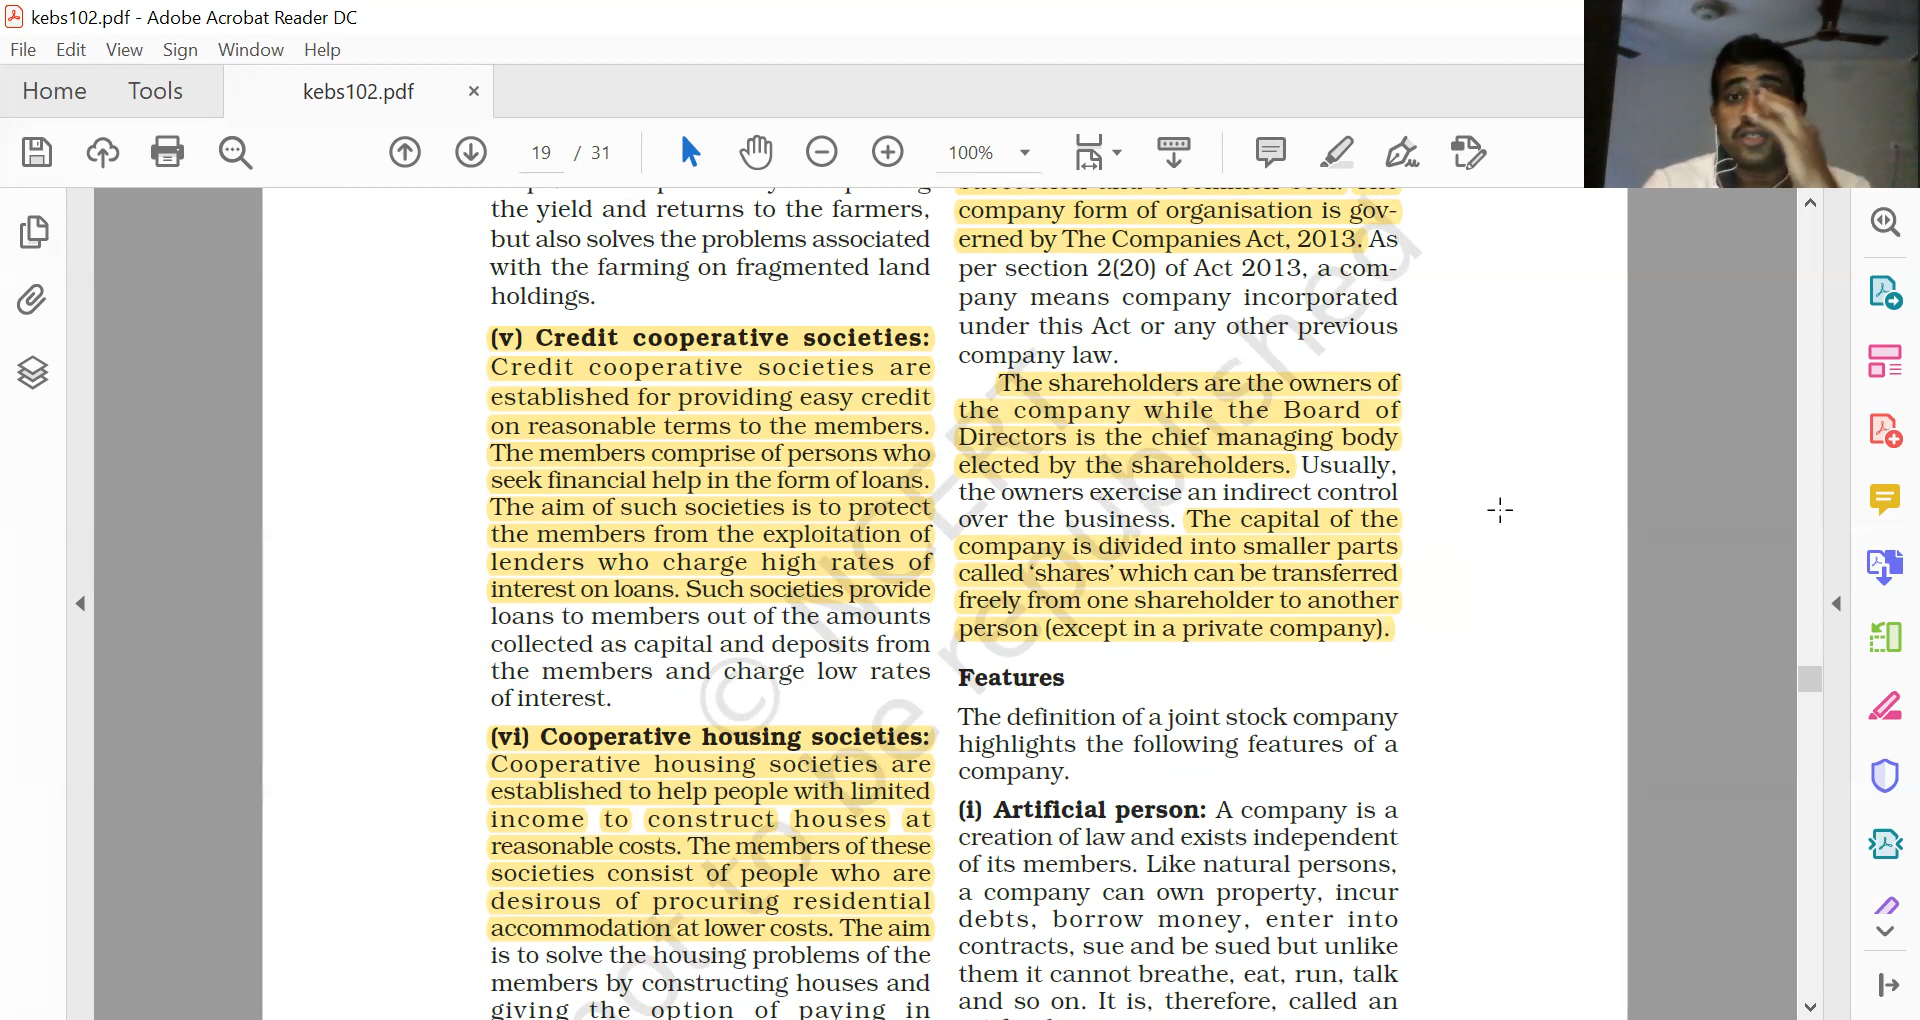 kebs102.pdf - Adobe Acrobat Reader DC
File Edit View Sign Window Help
Home Tools kebs102.pdf ×
19 / 31 100%
the yield and returns to the farmers,
but also solves the problems associated
with the farming on fragmented land
holdings.
(v) Credit cooperative societies:
Credit cooperative societies are
established for providing easy credit
on reasonable terms to the members.
The members comprise of persons who
seek financial help in the form of loans.
The aim of such societies is to protect
the members from the exploitation of
lenders who charge high rates of
interest on loans. Such societies provide
loans to members out of the amounts
collected as capital and deposits from
the members and charge low rates
of interest.
(vi) Cooperative housing societies:
Cooperative housing societies are
established to help people with limited
income to construct houses at
reasonable costs. The members of these
societies consist of people who are
desirous of procuring residential
accommodation at lower costs. The aim
is to solve the housing problems of the
members by constructing houses and
giving the option of paying in
company form of organisation is gov-
erned by The Companies Act, 2013. As
per section 2(20) of Act 2013, a com-
pany means company incorporated
under this Act or any other previous
company law.
The shareholders are the owners of
the company while the Board of
Directors is the chief managing body
elected by the shareholders. Usually,
the owners exercise an indirect control
over the business. The capital of the
company is divided into smaller parts
called ‘shares’ which can be transferred
freely from one shareholder to another
person (except in a private company).
Features
The definition of a joint stock company
highlights the following features of a
company.
(i) Artificial person: A company is a
creation of law and exists independent
of its members. Like natural persons,
a company can own property, incur
debts, borrow money, enter into
contracts, sue and be sued but unlike
them it cannot breathe, eat, run, talk
and so on. It is, therefore, called an
© NCERT
not to be republished